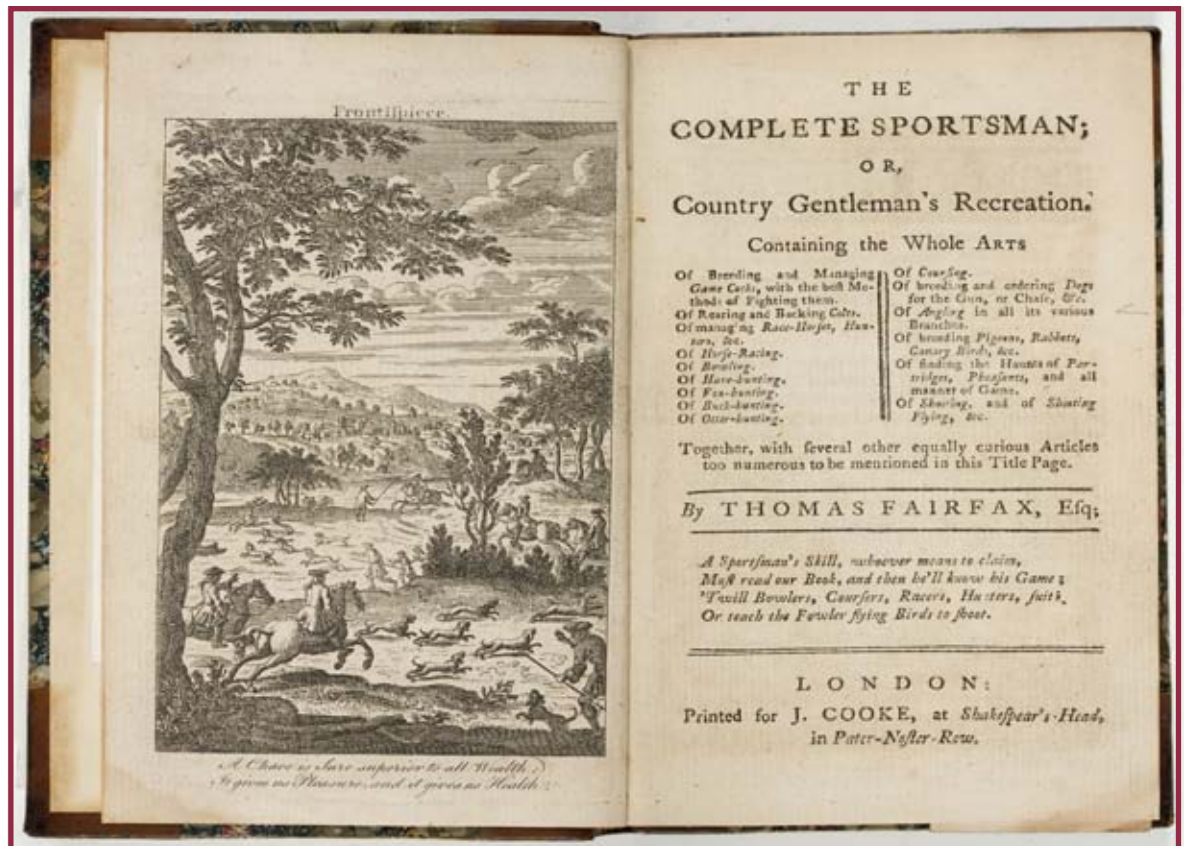 Frontiſpiece.
A Chace is Sure superior to all Wealth;
It gives us Pleasure, and it gives us Health
THE
COMPLETE SPORTSMAN;
OR,
Country Gentleman's Recreation.
Containing the Whole ARTS
Of Breeding and Managing
Game Cocks, with the beſt Me-
thods of Fighting them.
Of Rearing and Backing Colts.
Of managing Race-Horſes, Hun-
ters, &c.
Of Horſe-Racing.
Of Bowling.
Of Hare-hunting.
Of Fox-hunting.
Of Buck-hunting.
Of Otter-hunting.
Of Courſing.
Of breeding and ordering Dogs
for the Gun, or Chaſe, &c.
Of Angling in all its various
Branches.
Of breeding Pigeons, Rabbets,
Canary Birds, &c.
Of finding the Haunts of Par-
tridges, Pheaſants, and all
manner of Game.
Of Shooting, and of Shooting
Flying, &c.
Together, with ſeveral other equally curious Articles
too numerous to be mentioned in this Title Page.
By THOMAS FAIRFAX, Eſq;
A Sportſman's Skill, whoever means to claim,
Muſt read our Book, and then he'll know his Game;
'Twill Bowlers, Courſers, Racers, Hunters, ſuit,
Or teach the Fowler flying Birds to ſhoot.
LONDON:
Printed for J. COOKE, at Shakeſpear's-Head,
in Pater-Noſter-Row.